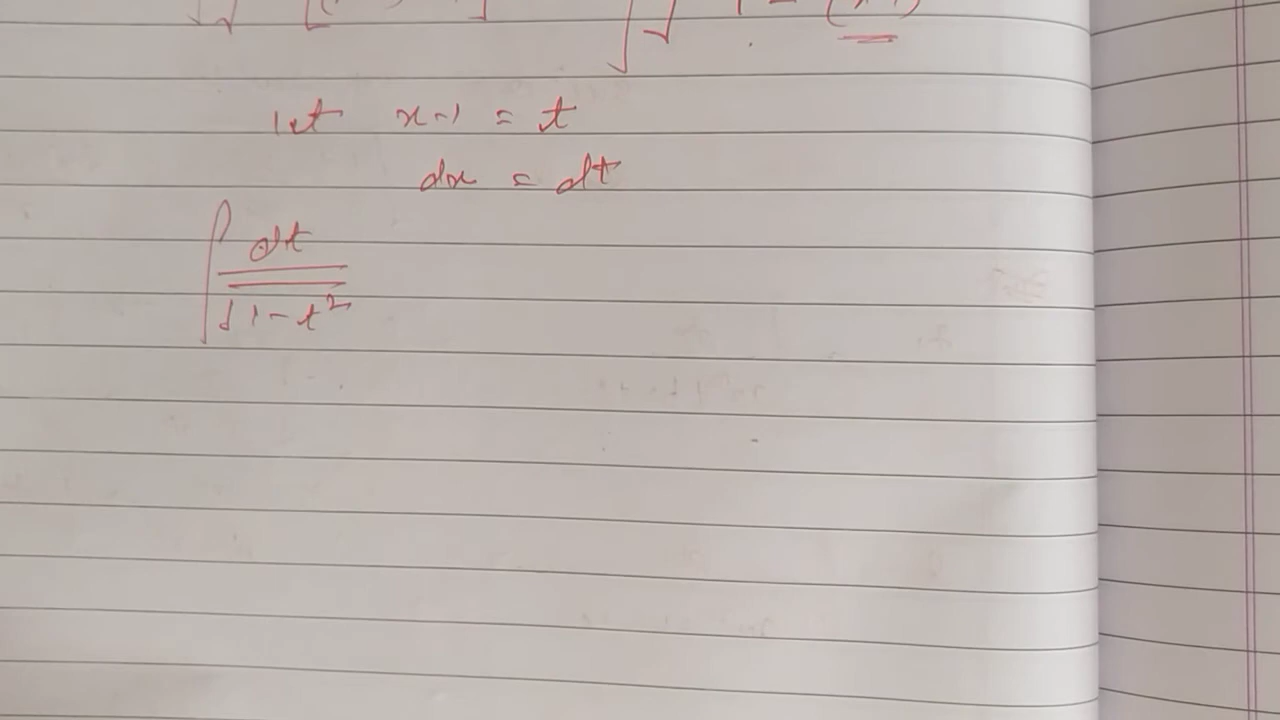 let x-1 = t
dx = dt
∫ dt / √1-t²